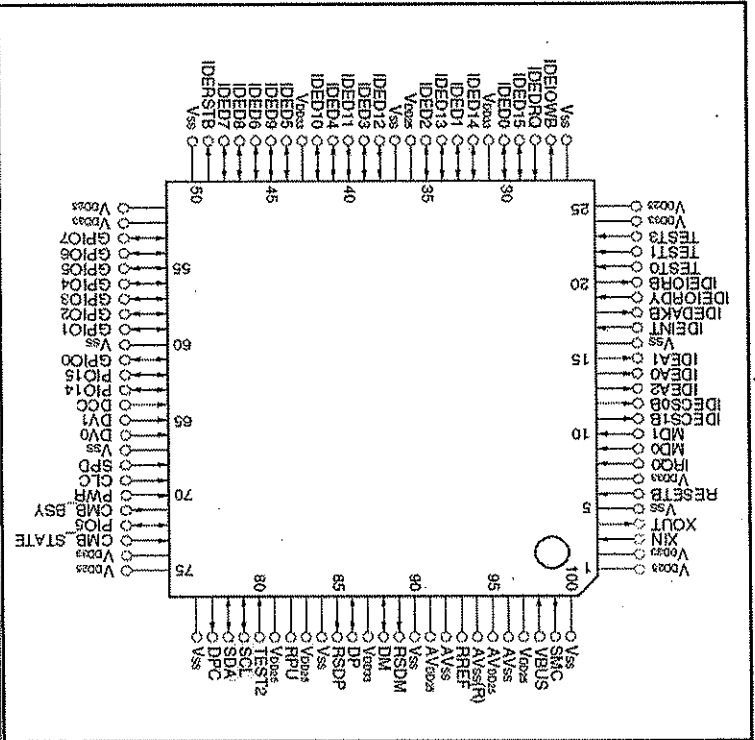 Vss
IDERSTB
IDED7
IDED8
IDED6
IDED9
IDED5
VDD33
IDED10
IDED4
IDED11
IDED3
IDED12
Vss
VDD25
IDED2
IDED13
IDED1
IDED14
VDD33
IDED0
IDED15
IDEDRQ
IDEIOWB
Vss
50
45
40
35
30
VDD25
VDD33
GPIO7
GPIO6
GPIO5
GPIO4
GPIO3
GPIO2
GPIO1
Vss
GPIO0
PIO15
PIO14
DCC
DV1
DV0
Vss
SPD
CLC
PWR
CMB_BSY
PIO5
CMB_STATE
VDD33
VDD25
55
60
65
70
75
25
20
15
10
5
1
VDD25
VDD33
TEST3
TEST1
TEST0
IDEIORB
IDEIORDY
IDEDAKB
IDEINT
Vss
IDEA1
IDEA0
IDEA2
IDECS0B
IDECS1B
MD1
MD0
IRQ0
VDD33
RESETB
Vss
XOUT
XIN
VDD33
VDD25
80
85
90
95
100
Vss
DPC
SDA
SCL
TEST2
VDD25
RPU
VDD25
Vss
RSDP
DP
VDD33
DM
RSDM
Vss
AVDD25
AVss
RREF
AVss(R)
AVDD25
AVss
VDD25
VBUS
SMC
Vss